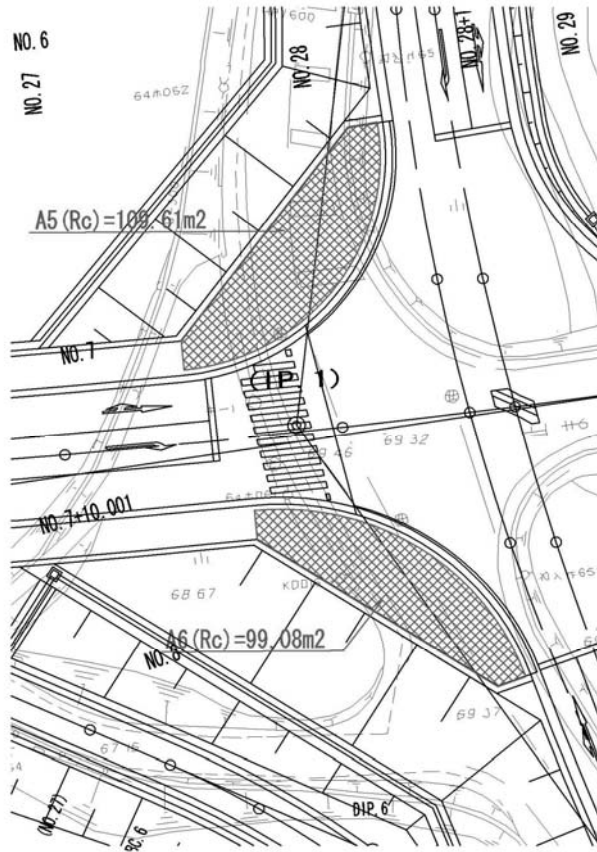 NO. 6
NO. 27
NO. 28
NO. 28+1
NO. 29
A5 (Rc)=109.61m2
NO. 7
(IP 1)
69 32
NO. 7+10.001
68 67
A6 (Rc)=99.08m2
NO. 8
69 37
67 16
(NO. 27)
DIP. 6